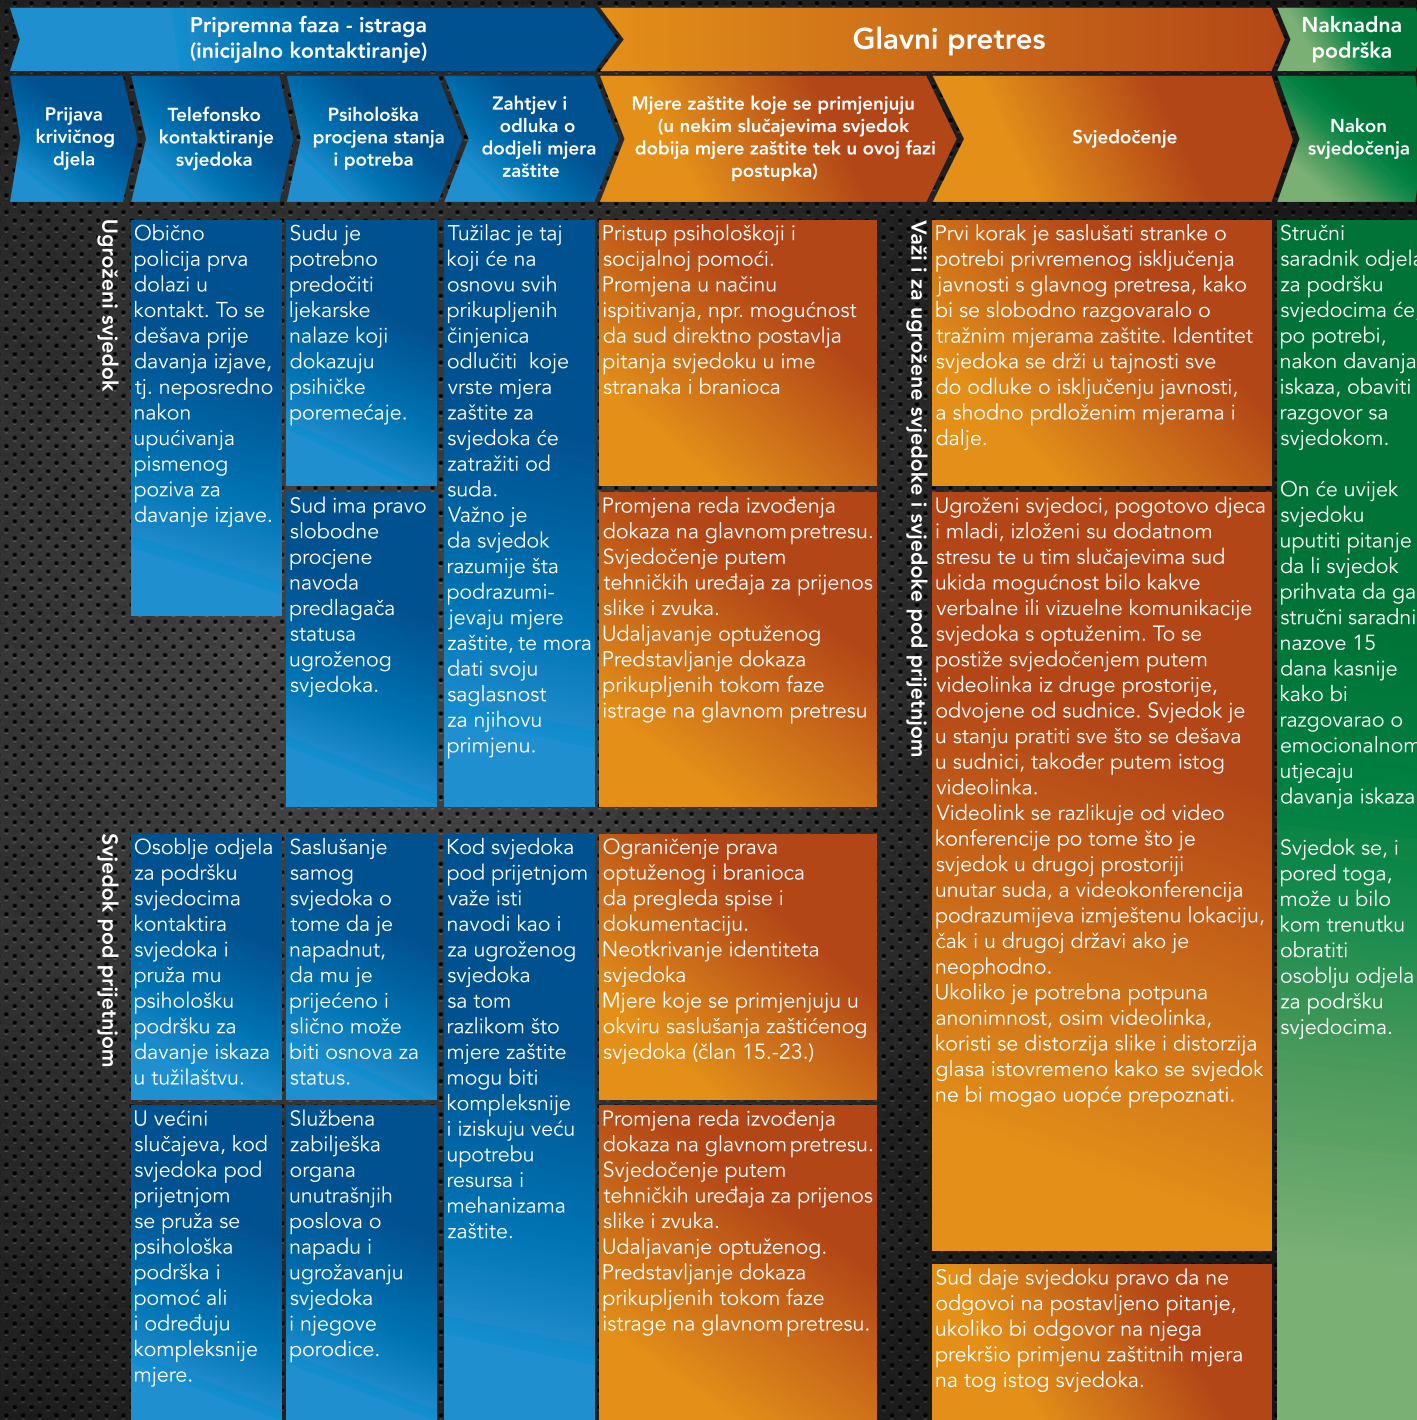 Pripremna faza - istraga
(inicijalno kontaktiranje)
Glavni pretres
Naknadna
podrška
Prijava
krivičnog
djela
Telefonsko
kontaktiranje
svjedoka
Psihološka
procjena stanja
i potreba
Zahtjev i
odluka o
dodjeli mjera
zaštite
Mjere zaštite koje se primjenjuju
(u nekim slučajevima svjedok
dobija mjere zaštite tek u ovoj fazi
postupka)
Svjedočenje
Nakon
svjedočenja
Ugroženi svjedok
Obično
policija prva
dolazi u
kontakt. To se
dešava prije
davanja izjave,
tj. neposredno
nakon
upućivanja
pismenog
poziva za
davanje izjave.
Sudu je
potrebno
predočiti
ljekarske
nalaze koji
dokazuju
psihičke
poremećaje.
Sud ima pravo
slobodne
procjene
navoda
predlagača
statusa
ugroženog
svjedoka.
Tužilac je taj
koji će na
osnovu svih
prikupljenih
činjenica
odlučiti koje
vrste mjera
zaštite za
svjedoka će
zatražiti od
suda.
Važno je
da svjedok
razumije šta
podrazumi-
jevaju mjere
zaštite, te mora
dati svoju
saglasnost
za njihovu
primjenu.
Pristup psihološkoji i
socijalnoj pomoći.
Promjena u načinu
ispitivanja, npr. mogućnost
da sud direktno postavlja
pitanja svjedoku u ime
stranaka i branioca
Promjena reda izvođenja
dokaza na glavnom pretresu.
Svjedočenje putem
tehničkih uređaja za prijenos
slike i zvuka.
Udaljavanje optuženog
Predstavljanje dokaza
prikupljenih tokom faze
istrage na glavnom pretresu
Svjedok pod prijetnjom
Osoblje odjela
za podršku
svjedocima
kontaktira
svjedoka i
pruža mu
psihološku
podršku za
davanje iskaza
u tužilaštvu.
U većini
slučajeva, kod
svjedoka pod
prijetnjom
se pruža se
psihološka
podrška i
pomoć ali
i određuju
kompleksnije
mjere.
Saslušanje
samog
svjedoka o
tome da je
napadnut,
da mu je
prijećeno i
slično može
biti osnova za
status.
Službena
zabilješka
organa
unutrašnjih
poslova o
napadu i
ugrožavanju
svjedoka
i njegove
porodice.
Kod svjedoka
pod prijetnjom
važe isti
navodi kao i
za ugroženog
svjedoka
sa tom
razlikom što
mjere zaštite
mogu biti
kompleksnije
i iziskuju veću
upotrebu
resursa i
mehanizama
zaštite.
Ograničenje prava
optuženog i branioca
da pregleda spise i
dokumentaciju.
Neotkrivanje identiteta
svjedoka
Mjere koje se primjenjuju u
okviru saslušanja zaštićenog
svjedoka (član 15.-23.)
Promjena reda izvođenja
dokaza na glavnom pretresu.
Svjedočenje putem
tehničkih uređaja za prijenos
slike i zvuka.
Udaljavanje optuženog.
Predstavljanje dokaza
prikupljenih tokom faze
istrage na glavnom pretresu.
Važi i za ugrožene svjedoke i svjedoke pod prijetnjom
Prvi korak je saslušati stranke o
potrebi privremenog isključenja
javnosti s glavnog pretresa, kako
bi se slobodno razgovaralo o
tražnim mjerama zaštite. Identitet
svjedoka se drži u tajnosti sve
do odluke o isključenju javnosti,
a shodno prdloženim mjerama i
dalje.
Ugroženi svjedoci, pogotovo djeca
i mladi, izloženi su dodatnom
stresu te u tim slučajevima sud
ukida mogućnost bilo kakve
verbalne ili vizuelne komunikacije
svjedoka s optuženim. To se
postiže svjedočenjem putem
videolinka iz druge prostorije,
odvojene od sudnice. Svjedok je
u stanju pratiti sve što se dešava
u sudnici, također putem istog
videolinka.
Videolink se razlikuje od video
konferencije po tome što je
svjedok u drugoj prostoriji
unutar suda, a videokonferencija
podrazumijeva izmještenu lokaciju,
čak i u drugoj državi ako je
neophodno.
Ukoliko je potrebna potpuna
anonimnost, osim videolinka,
koristi se distorzija slike i distorzija
glasa istovremeno kako se svjedok
ne bi mogao uopće prepoznati.
Sud daje svjedoku pravo da ne
odgovoi na postavljeno pitanje,
ukoliko bi odgovor na njega
prekršio primjenu zaštitnih mjera
na tog istog svjedoka.
Stručni
saradnik odjela
za podršku
svjedocima će,
po potrebi,
nakon davanja
iskaza, obaviti
razgovor sa
svjedokom.
On će uvijek
svjedoku
uputiti pitanje
da li svjedok
prihvata da ga
stručni saradni
nazove 15
dana kasnije
kako bi
razgovarao o
emocionalnom
utjecaju
davanja iskaza
Svjedok se, i
pored toga,
može u bilo
kom trenutku
obratiti
osoblju odjela
za podršku
svjedocima.